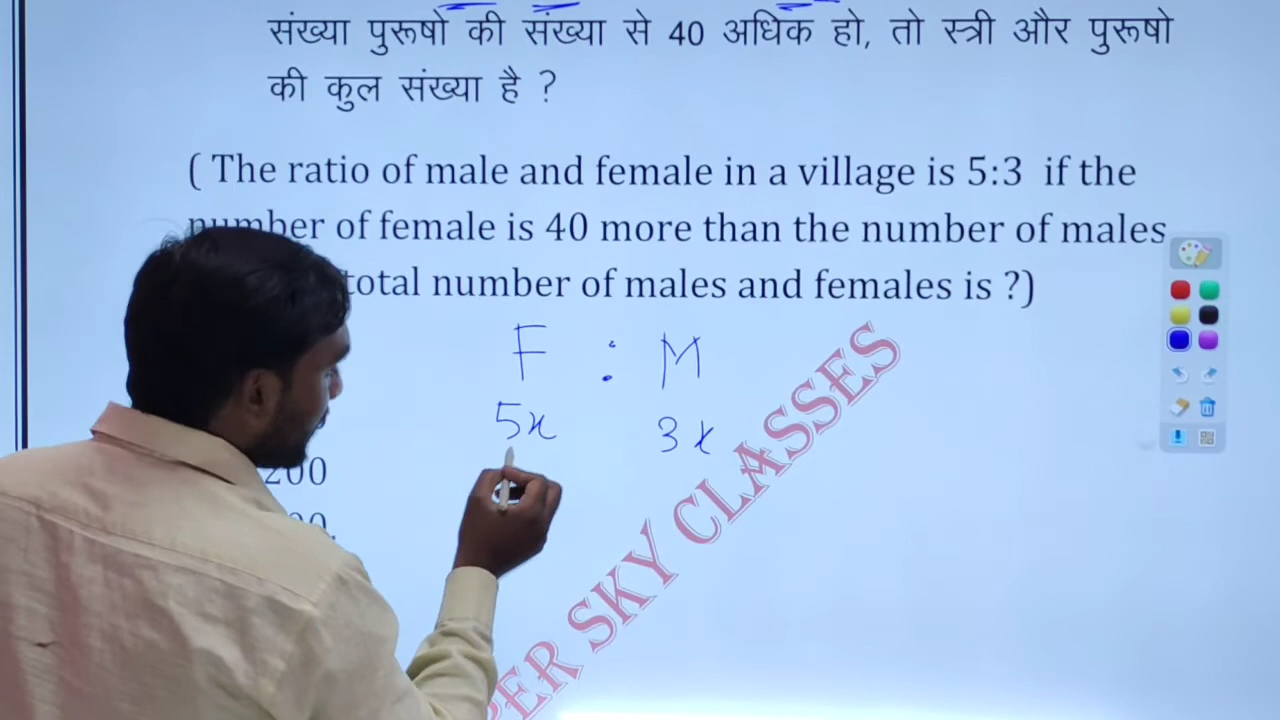 संख्या पुरूषो की संख्या से 40 अधिक हो, तो स्त्री और पुरूषो
की कुल संख्या है ?
( The ratio of male and female in a village is 5:3 if the
number of female is 40 more than the number of males
total number of males and females is ?)
F : M
5x 3x
200
SKY CLASSES